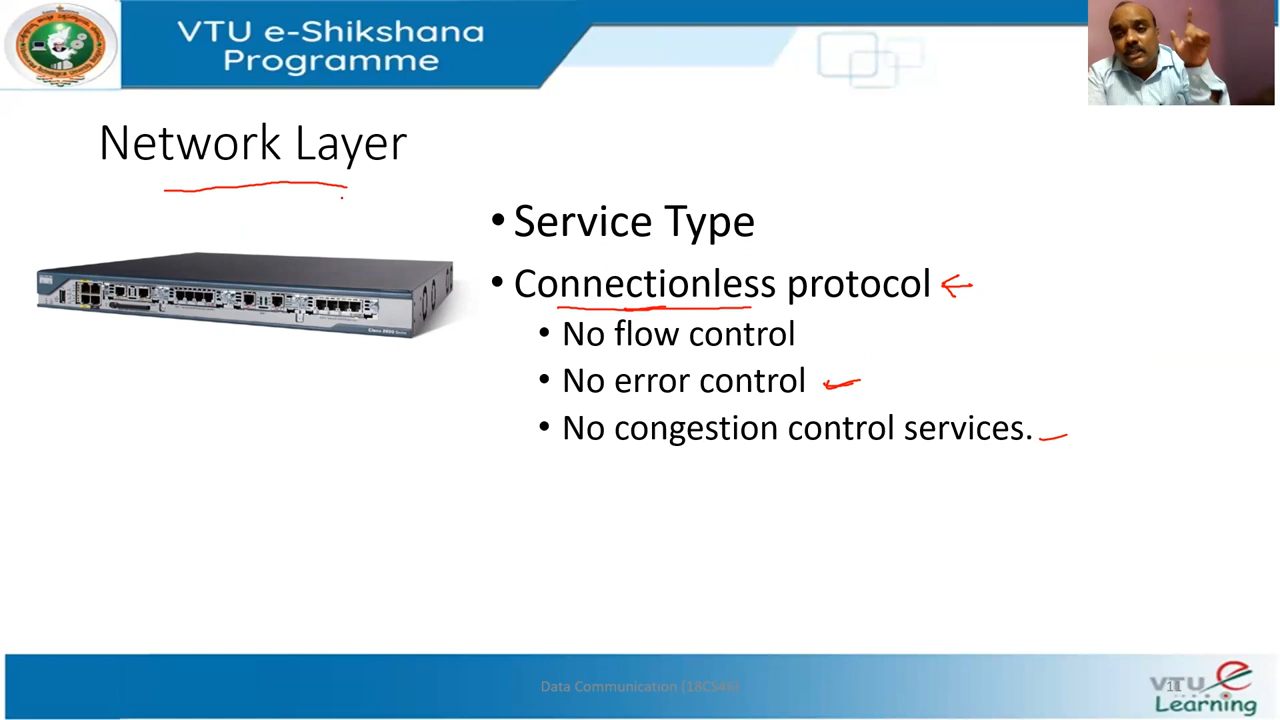 VTU e-Shikshana
Programme
Network Layer
• Service Type
• Connectionless protocol
• No flow control
• No error control
• No congestion control services.
Data Communication (18CS46)
VTU e
Learning